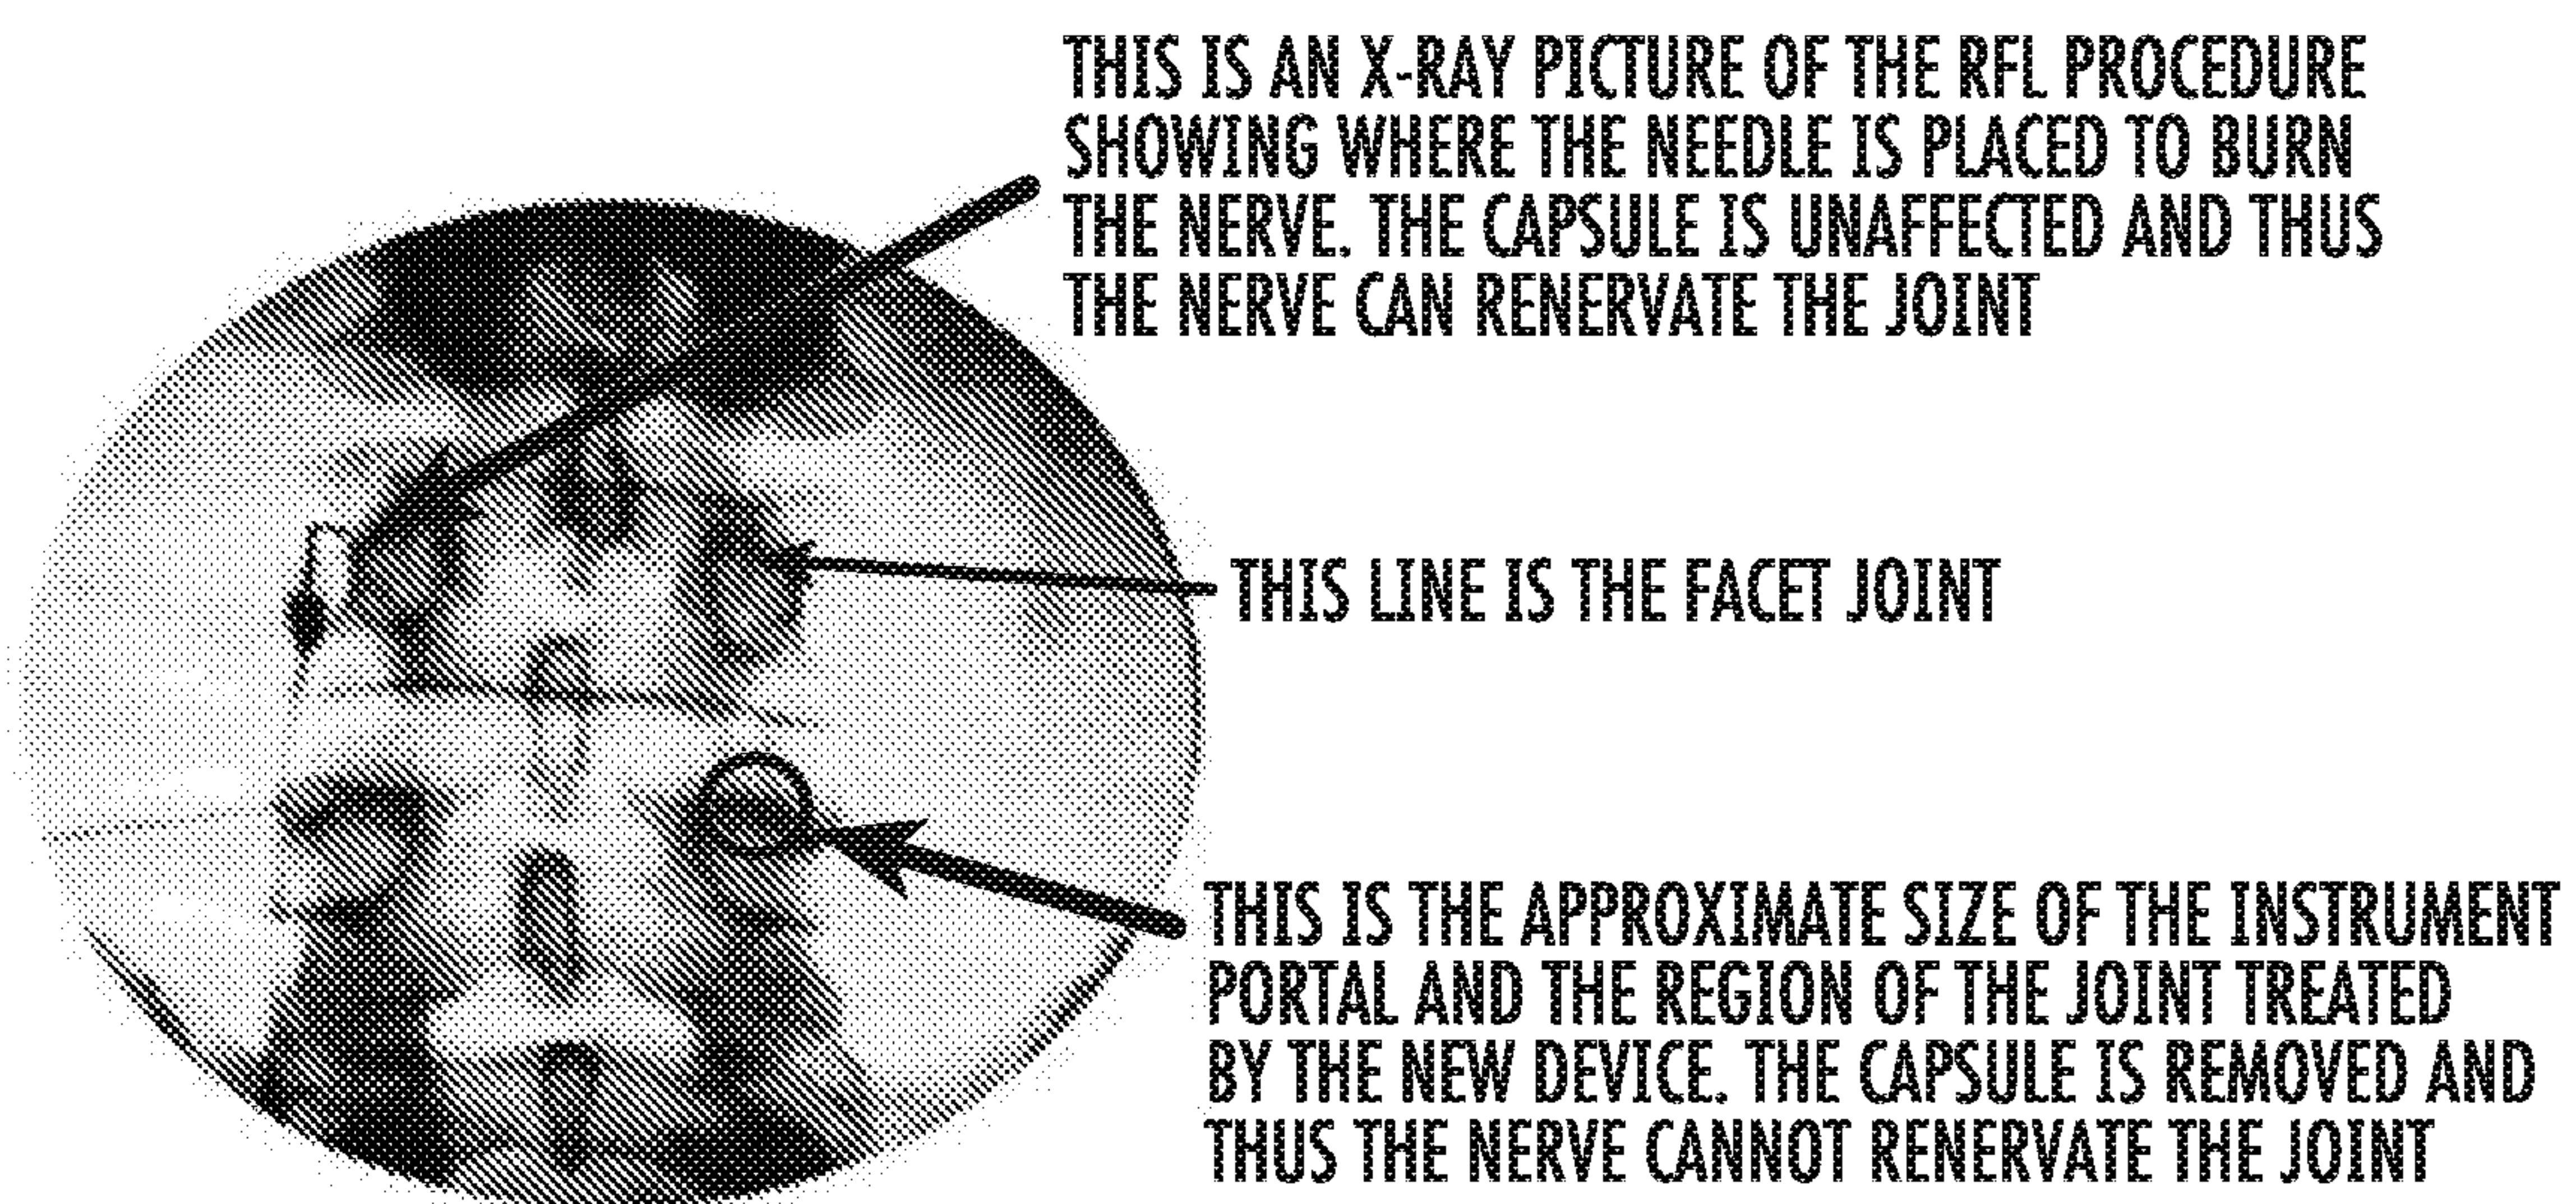 THIS IS AN X-RAY PICTURE OF THE RFL PROCEDURE
SHOWING WHERE THE NEEDLE IS PLACED TO BURN
THE NERVE. THE CAPSULE IS UNAFFECTED AND THUS
THE NERVE CAN RENERVATE THE JOINT
THIS LINE IS THE FACET JOINT
THIS IS THE APPROXIMATE SIZE OF THE INSTRUMENT
PORTAL AND THE REGION OF THE JOINT TREATED
BY THE NEW DEVICE. THE CAPSULE IS REMOVED AND
THUS THE NERVE CANNOT RENERVATE THE JOINT